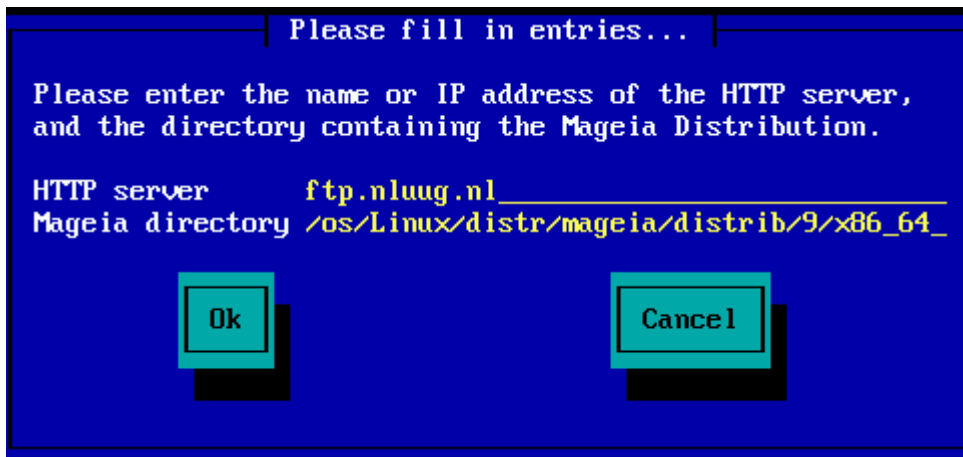 Please fill in entries...
Please enter the name or IP address of the HTTP server,
and the directory containing the Mageia Distribution.
HTTP server ftp.nluug.nl
Mageia directory /os/Linux/distr/mageia/distrib/9/x86_64
Ok Cancel